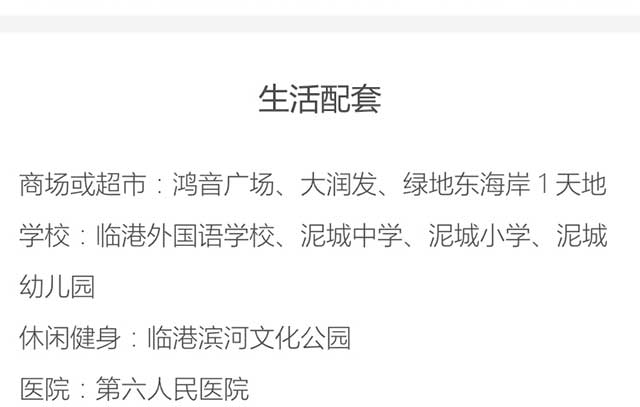 生活配套
商场或超市：鸿音广场、大润发、绿地东海岸1天地
学校：临港外国语学校、泥城中学、泥城小学、泥城
幼儿园
休闲健身：临港滨河文化公园
医院：第六人民医院